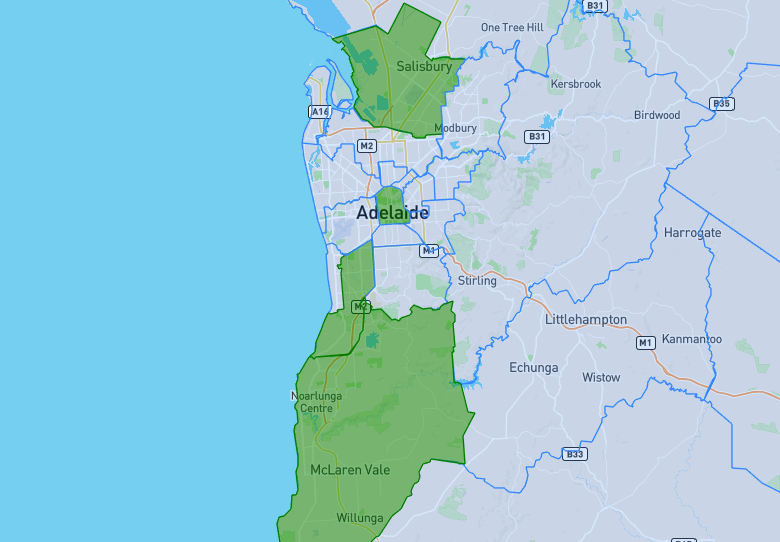 B31
One Tree Hill
Salisbury
Kersbrook
B35
A16
Birdwood
Modbury
B31
M2
Adelaide
Harrogate
M1
Stirling
M2
Littlehampton
M1
Kanmantoo
Echunga
Wistow
Noarlunga
Centre
B33
McLaren Vale
Willunga